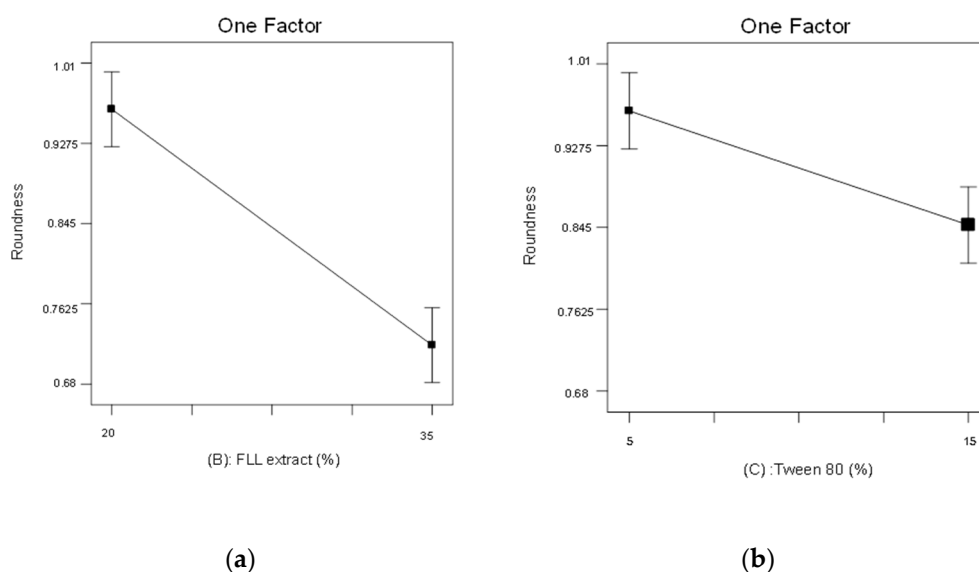 One Factor
1.01
0.9275
0.845
0.7625
0.68
Roundness
20
35
(B): FLL extract (%)
(a)
One Factor
1.01
0.9275
0.845
0.7625
0.68
Roundness
5
15
(C) :Tween 80 (%)
(b)